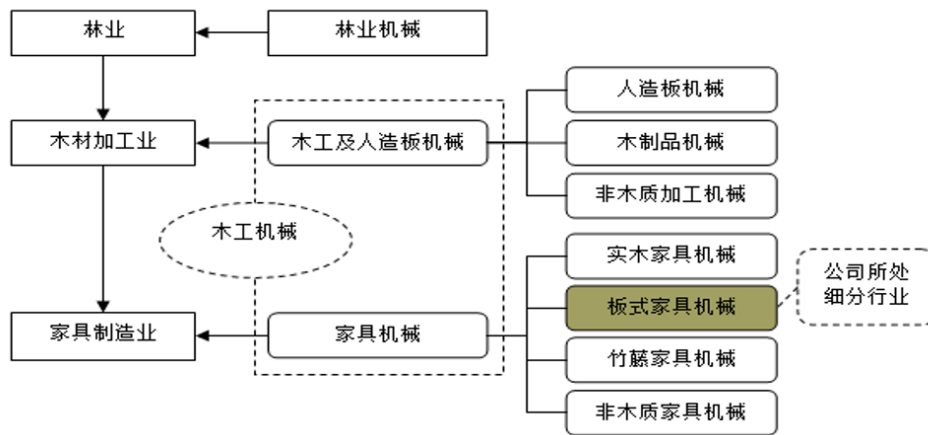 林业
林业机械
人造板机械
木材加工业
木工及人造板机械
木制品机械
非木质加工机械
木工机械
实木家具机械
公司所处
细分行业
板式家具机械
家具制造业
家具机械
竹藤家具机械
非木质家具机械